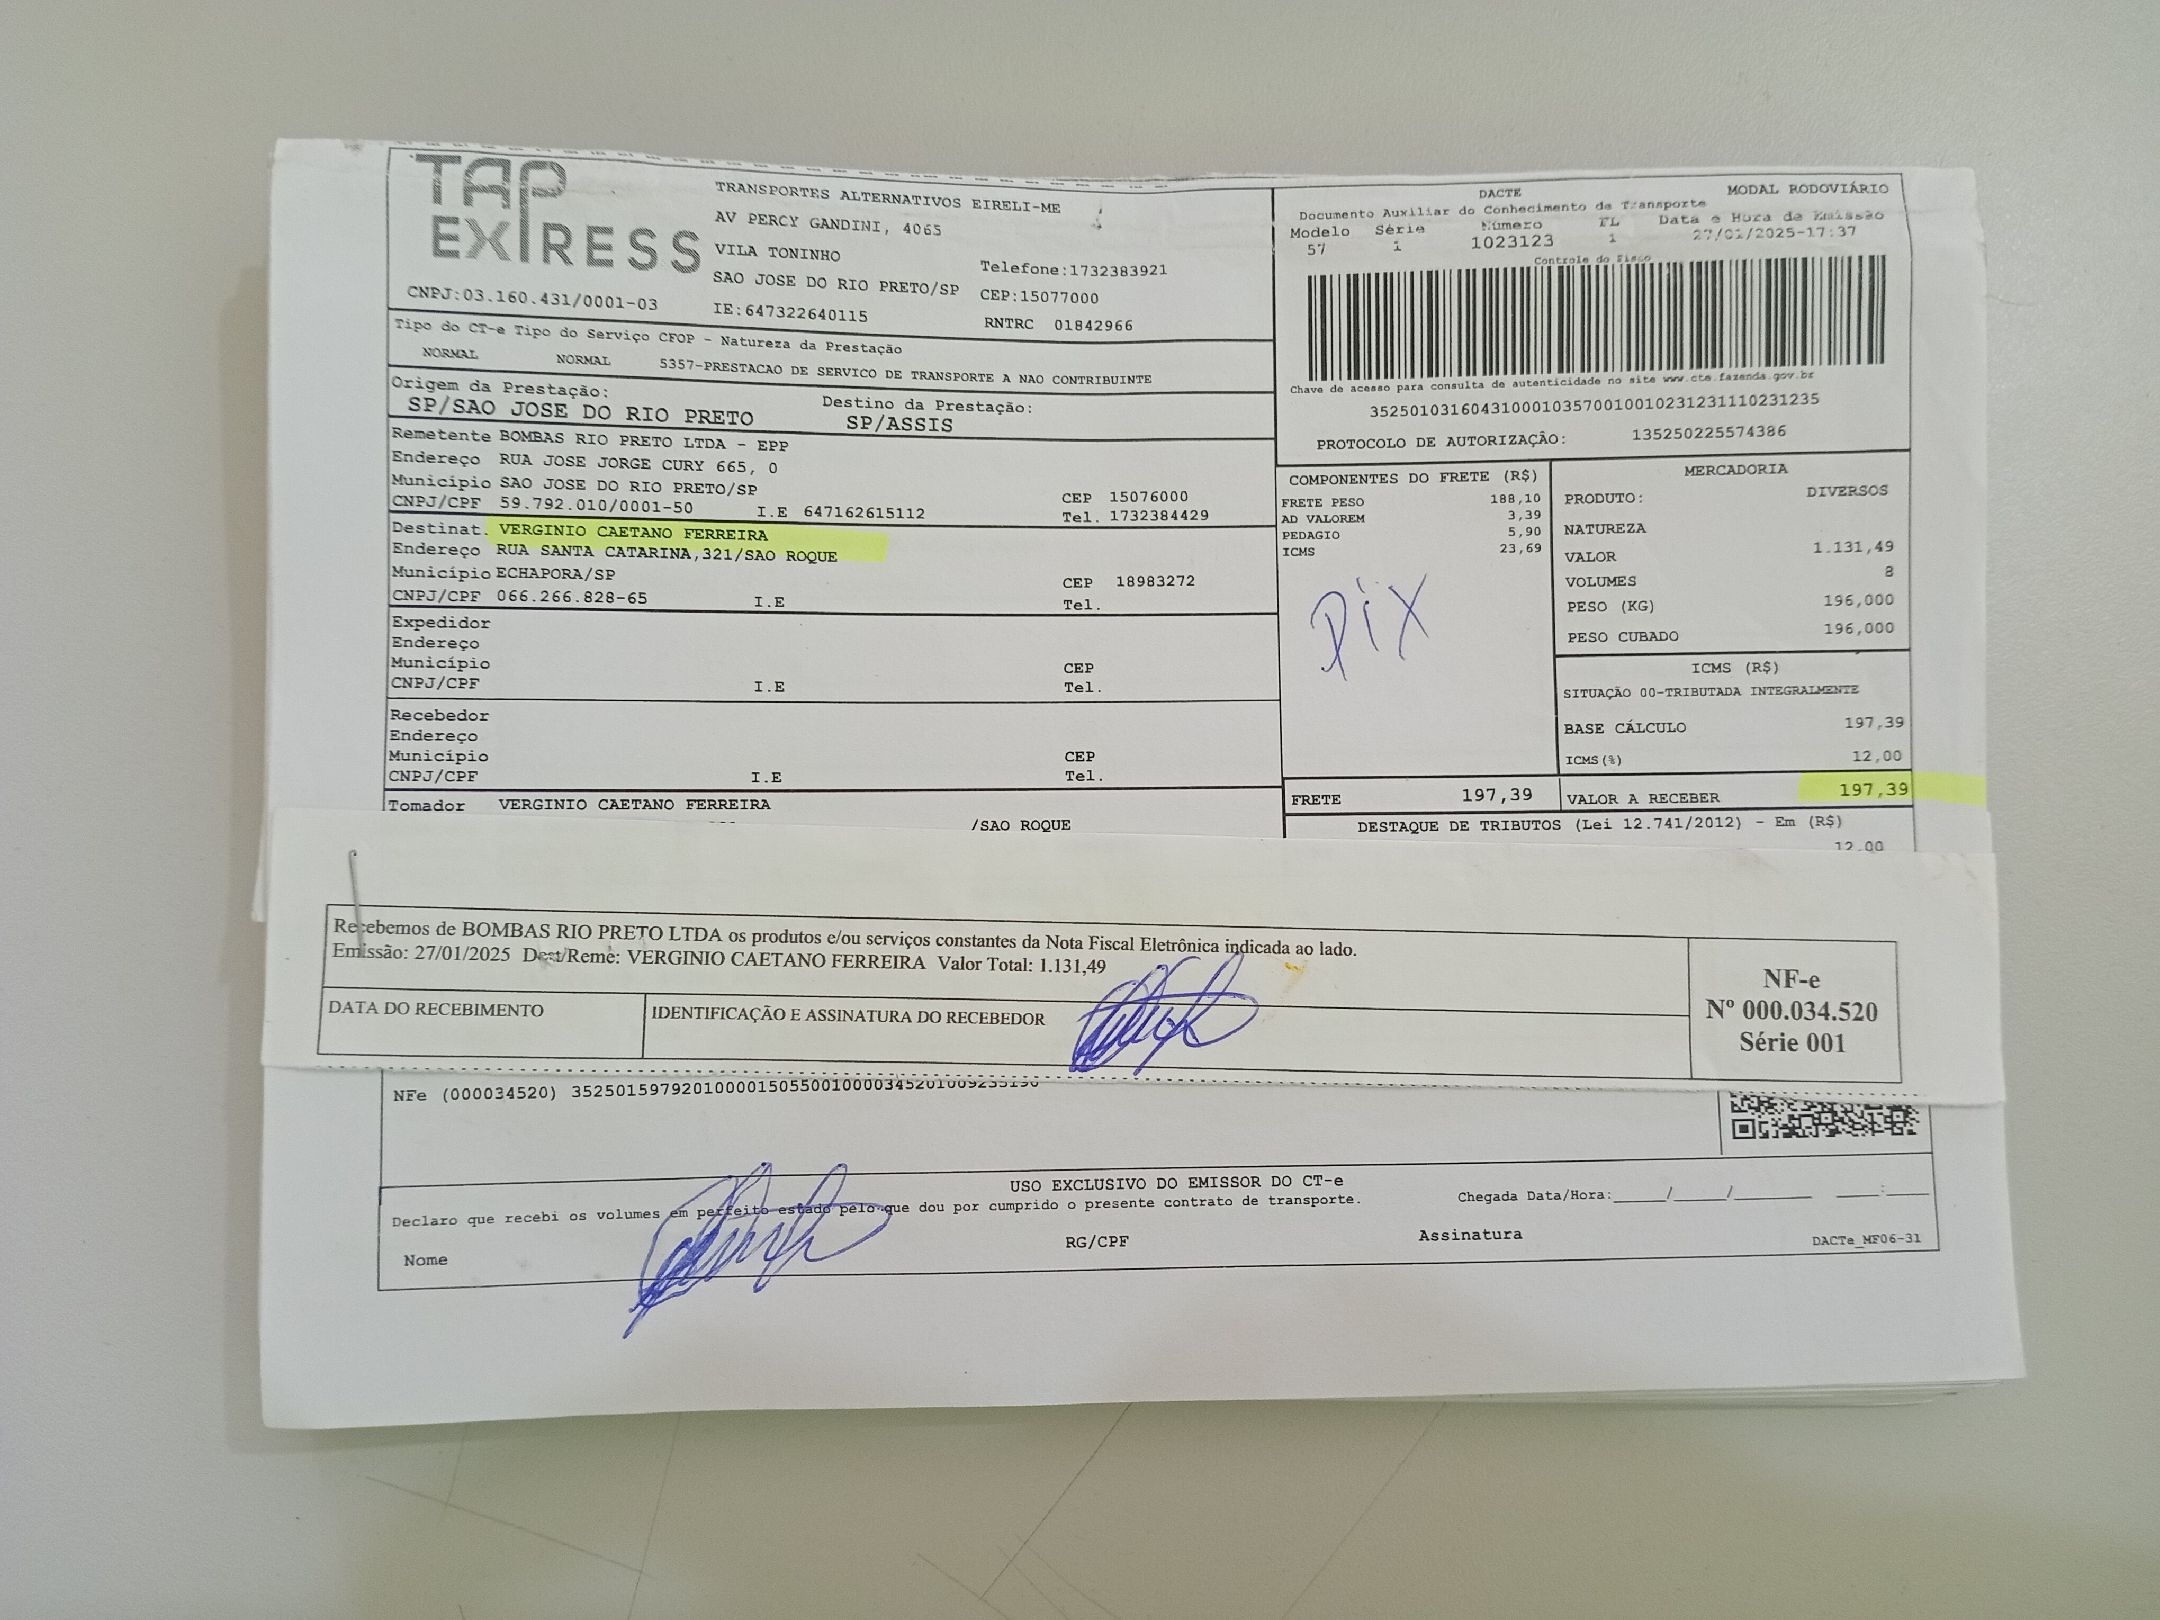 TAP EXPRESS
TRANSPORTES ALTERNATIVOS EIRELI-ME
AV PERCY GANDINI, 4065
VILA TONINHO
SAO JOSE DO RIO PRETO/SP
Telefone:1732383921
CEP:15077000
CNPJ:03.160.431/0001-03
IE:647322640115
RNTRC 01842966
DACTE
MODAL RODOVIÁRIO
Documento Auxiliar do Conhecimento de Transporte
Modelo Série Número FL Data e Hora de Emissão
57 1 1023123 1 27/01/2025-17:37
Controle do Fisco
Chave de acesso para consulta de autenticidade no site www.cte.fazenda.gov.br
35250103160431000103570010010231231110231235
PROTOCOLO DE AUTORIZAÇÃO: 135250225574386
Tipo do CT-e Tipo do Serviço CFOP - Natureza da Prestação
NORMAL NORMAL 5357-PRESTACAO DE SERVICO DE TRANSPORTE A NAO CONTRIBUINTE
Origem da Prestação: Destino da Prestação:
SP/SAO JOSE DO RIO PRETO SP/ASSIS
Remetente BOMBAS RIO PRETO LTDA - EPP
Endereço RUA JOSE JORGE CURY 665, 0
Município SAO JOSE DO RIO PRETO/SP CEP 15076000
CNPJ/CPF 59.792.010/0001-50 I.E 647162615112 Tel. 1732384429
Destinat. VERGINIO CAETANO FERREIRA
Endereço RUA SANTA CATARINA,321/SAO ROQUE
Município ECHAPORA/SP CEP 18983272
CNPJ/CPF 066.266.828-65 I.E Tel.
Expedidor
Endereço
Município CEP
CNPJ/CPF I.E Tel.
Recebedor
Endereço
Município CEP
CNPJ/CPF I.E Tel.
Tomador VERGINIO CAETANO FERREIRA
/SAO ROQUE
COMPONENTES DO FRETE (R$)
FRETE PESO 188,10
AD VALOREM 3,39
PEDAGIO 5,90
ICMS 23,69
PIX
MERCADORIA
PRODUTO: DIVERSOS
NATUREZA
VALOR 1.131,49
VOLUMES 8
PESO (KG) 196,000
PESO CUBADO 196,000
ICMS (R$)
SITUAÇÃO 00-TRIBUTADA INTEGRALMENTE
BASE CÁLCULO 197,39
ICMS(%) 12,00
FRETE 197,39 VALOR A RECEBER 197,39
DESTAQUE DE TRIBUTOS (Lei 12.741/2012) - Em (R$)
12,00
Recebemos de BOMBAS RIO PRETO LTDA os produtos e/ou serviços constantes da Nota Fiscal Eletrônica indicada ao lado.
Emissão: 27/01/2025 Dest/Reme: VERGINIO CAETANO FERREIRA Valor Total: 1.131,49
DATA DO RECEBIMENTO
IDENTIFICAÇÃO E ASSINATURA DO RECEBEDOR
NF-e
Nº 000.034.520
Série 001
NFe (000034520)
USO EXCLUSIVO DO EMISSOR DO CT-e
Declaro que recebi os volumes em perfeito estado pelo que dou por cumprido o presente contrato de transporte.
Chegada Data/Hora:____/____/______ ___:___
Nome RG/CPF Assinatura
DACTe_MF06-31